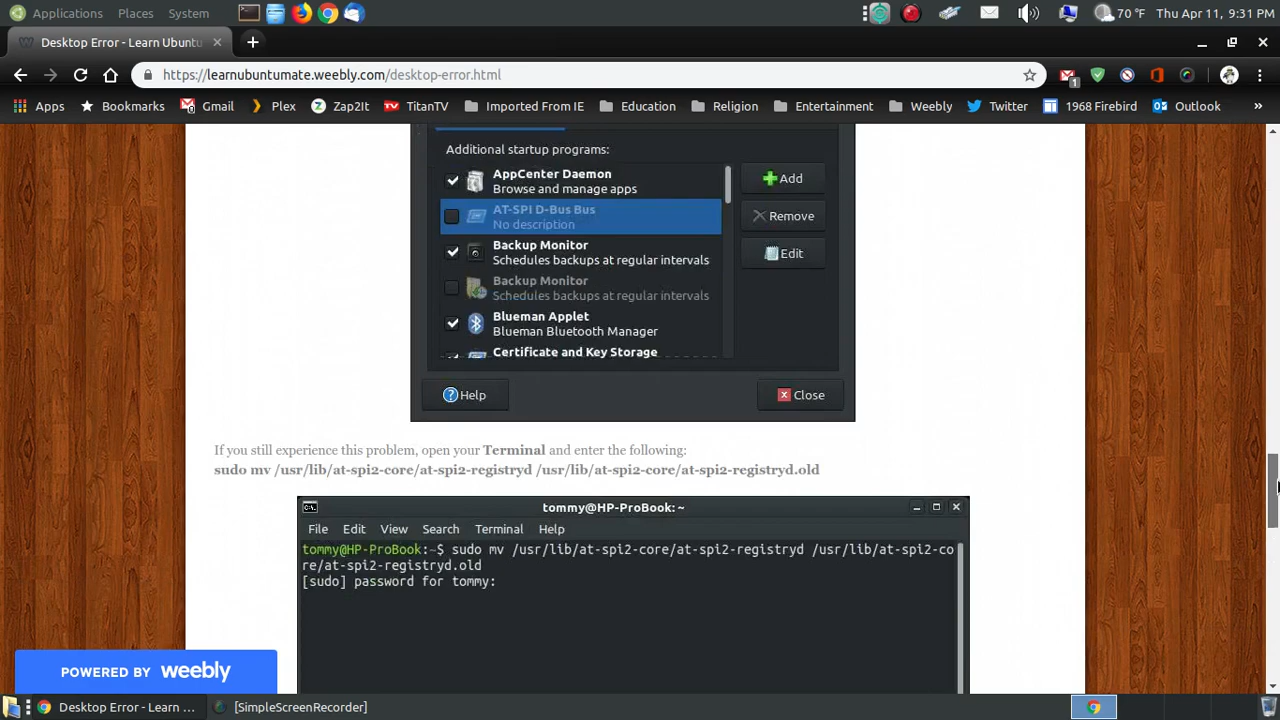 Applications Places System 70 °F Thu Apr 11, 9:31 PM
Desktop Error - Learn Ubuntu
https://learnubuntumate.weebly.com/desktop-error.html 1
Apps Bookmarks Gmail Plex Zap2It TitanTV Imported From IE Education Religion Entertainment Weebly Twitter 1968 Firebird Outlook »
Additional startup programs:
AppCenter Daemon
Browse and manage apps
AT-SPI D-Bus Bus
No description
Backup Monitor
Schedules backups at regular intervals
Backup Monitor
Schedules backups at regular intervals
Blueman Applet
Blueman Bluetooth Manager
Certificate and Key Storage
Add
Remove
Edit
Help
Close
If you still experience this problem, open your Terminal and enter the following:
sudo mv /usr/lib/at-spi2-core/at-spi2-registryd /usr/lib/at-spi2-core/at-spi2-registryd.old
tommy@HP-ProBook: ~
File Edit View Search Terminal Help
tommy@HP-ProBook:~$ sudo mv /usr/lib/at-spi2-core/at-spi2-registryd /usr/lib/at-spi2-co
re/at-spi2-registryd.old
[sudo] password for tommy:
POWERED BY weebly
Desktop Error - Learn ... [SimpleScreenRecorder]